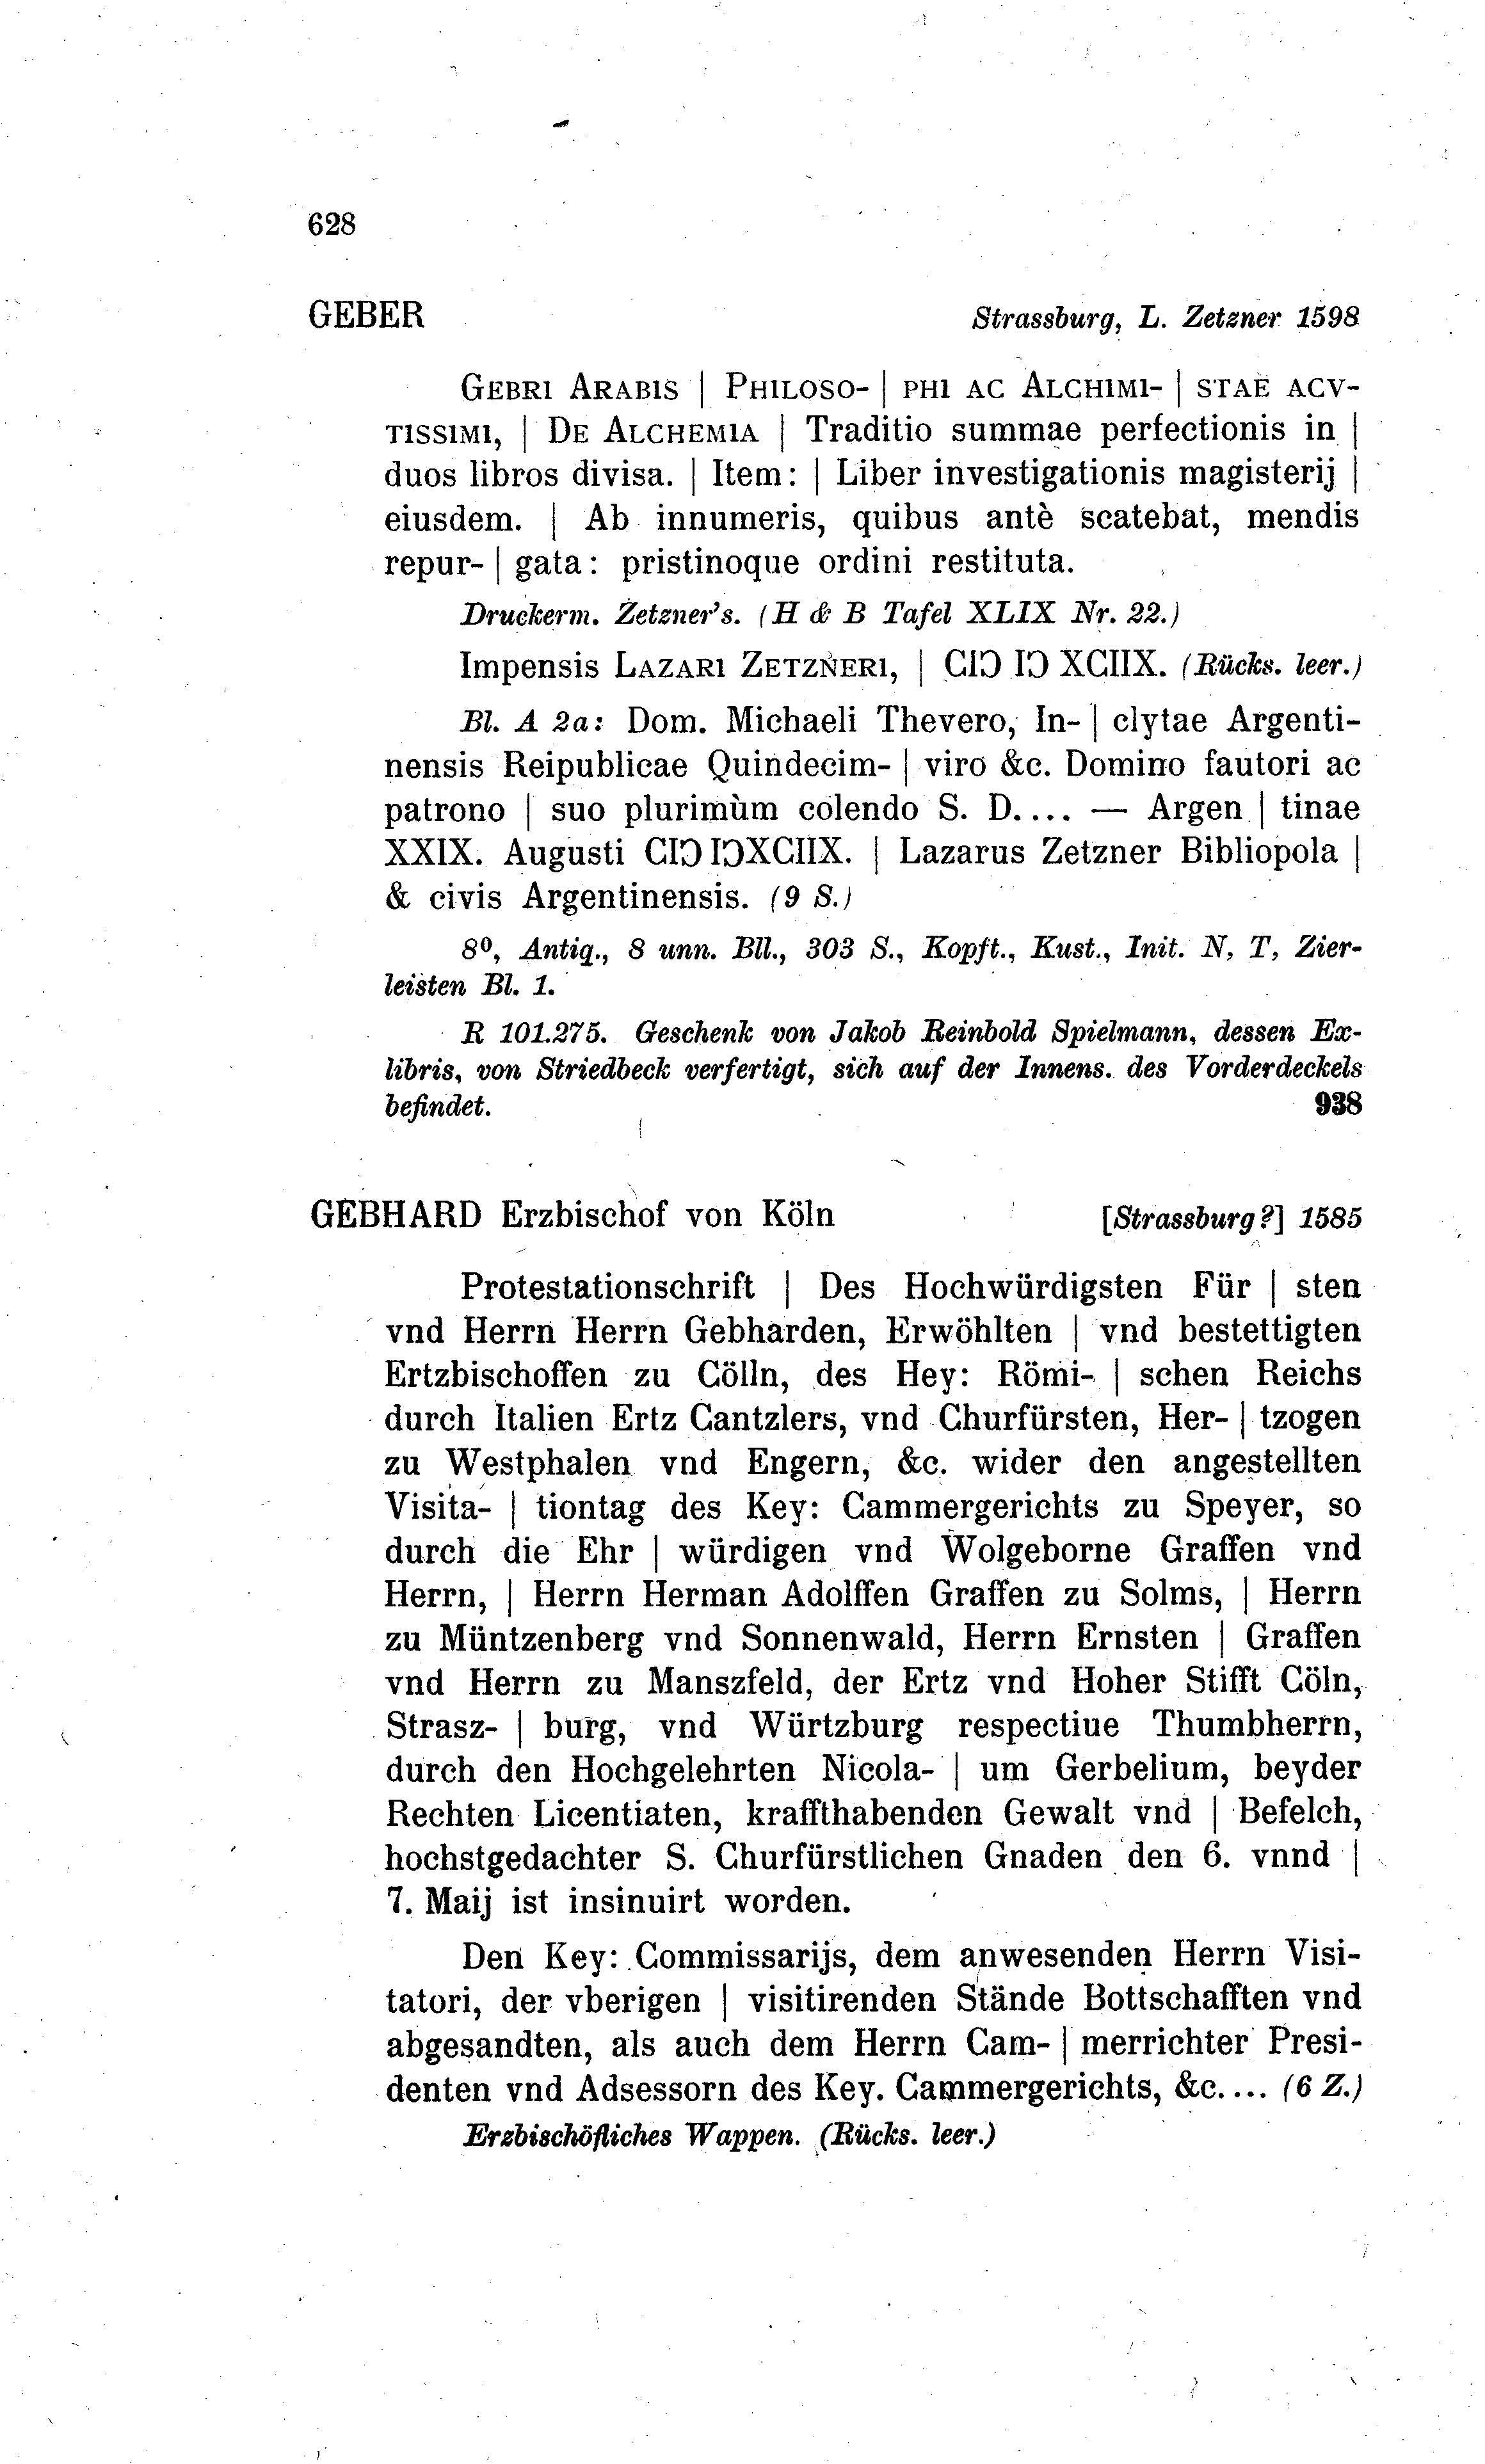 628
GEBER Strassburg, L. Zetzner 1598
GEBRI ARABIS | PHILOSO- | PHI AC ALCHIMI- | STAE ACV-
TISSIMI, | DE ALCHEMIA | Traditio summae perfectionis in |
duos libros divisa. | Item: | Liber investigationis magisterij |
eiusdem. | Ab innumeris, quibus antè scatebat, mendis
repur- | gata: pristinoque ordini restituta.
Druckerm. Zetzner's. (H & B Tafel XLIX Nr. 22.)
Impensis LAZARI ZETZNERI, | CIↃ IↃ XCIIX. (Rücks. leer.)
Bl. A 2a: Dom. Michaeli Thevero, In- | clytae Argenti-
nensis Reipublicae Quindecim- | viro &c. Domino fautori ac
patrono | suo plurimùm colendo S. D.... — Argen | tinae
XXIX. Augusti CIↃ IↃXCIIX. | Lazarus Zetzner Bibliopola |
& civis Argentinensis. (9 S.)
8⁰, Antiq., 8 unn. Bll., 303 S., Kopft., Kust., Init. N, T, Zier-
leisten Bl. 1.
R 101.275. Geschenk von Jakob Reinbold Spielmann, dessen Ex-
libris, von Striedbeck verfertigt, sich auf der Innens. des Vorderdeckels
befindet. 938
GEBHARD Erzbischof von Köln [Strassburg?] 1585
Protestationschrift | Des Hochwürdigsten Für | sten
vnd Herrn Herrn Gebharden, Erwöhlten | vnd bestettigten
Ertzbischoffen zu Cölln, des Hey: Römi- | schen Reichs
durch Italien Ertz Cantzlers, vnd Churfürsten, Her- | tzogen
zu Westphalen vnd Engern, &c. wider den angestellten
Visita- | tiontag des Key: Cammergerichts zu Speyer, so
durch die Ehr | würdigen vnd Wolgeborne Graffen vnd
Herrn, | Herrn Herman Adolffen Graffen zu Solms, | Herrn
zu Müntzenberg vnd Sonnenwald, Herrn Ernsten | Graffen
vnd Herrn zu Manszfeld, der Ertz vnd Hoher Stifft Cöln,
Strasz- | burg, vnd Würtzburg respectiue Thumbherrn,
durch den Hochgelehrten Nicola- | um Gerbelium, beyder
Rechten Licentiaten, kraffthabenden Gewalt vnd | Befelch,
hochstgedachter S. Churfürstlichen Gnaden den 6. vnnd |
7. Maij ist insinuirt worden.
Den Key: Commissarijs, dem anwesenden Herrn Visi-
tatori, der vberigen | visitirenden Stände Bottschafften vnd
abgesandten, als auch dem Herrn Cam- | merrichter Presi-
denten vnd Adsessorn des Key. Cammergerichts, &c.... (6 Z.)
Erzbischöfliches Wappen. (Rücks. leer.)